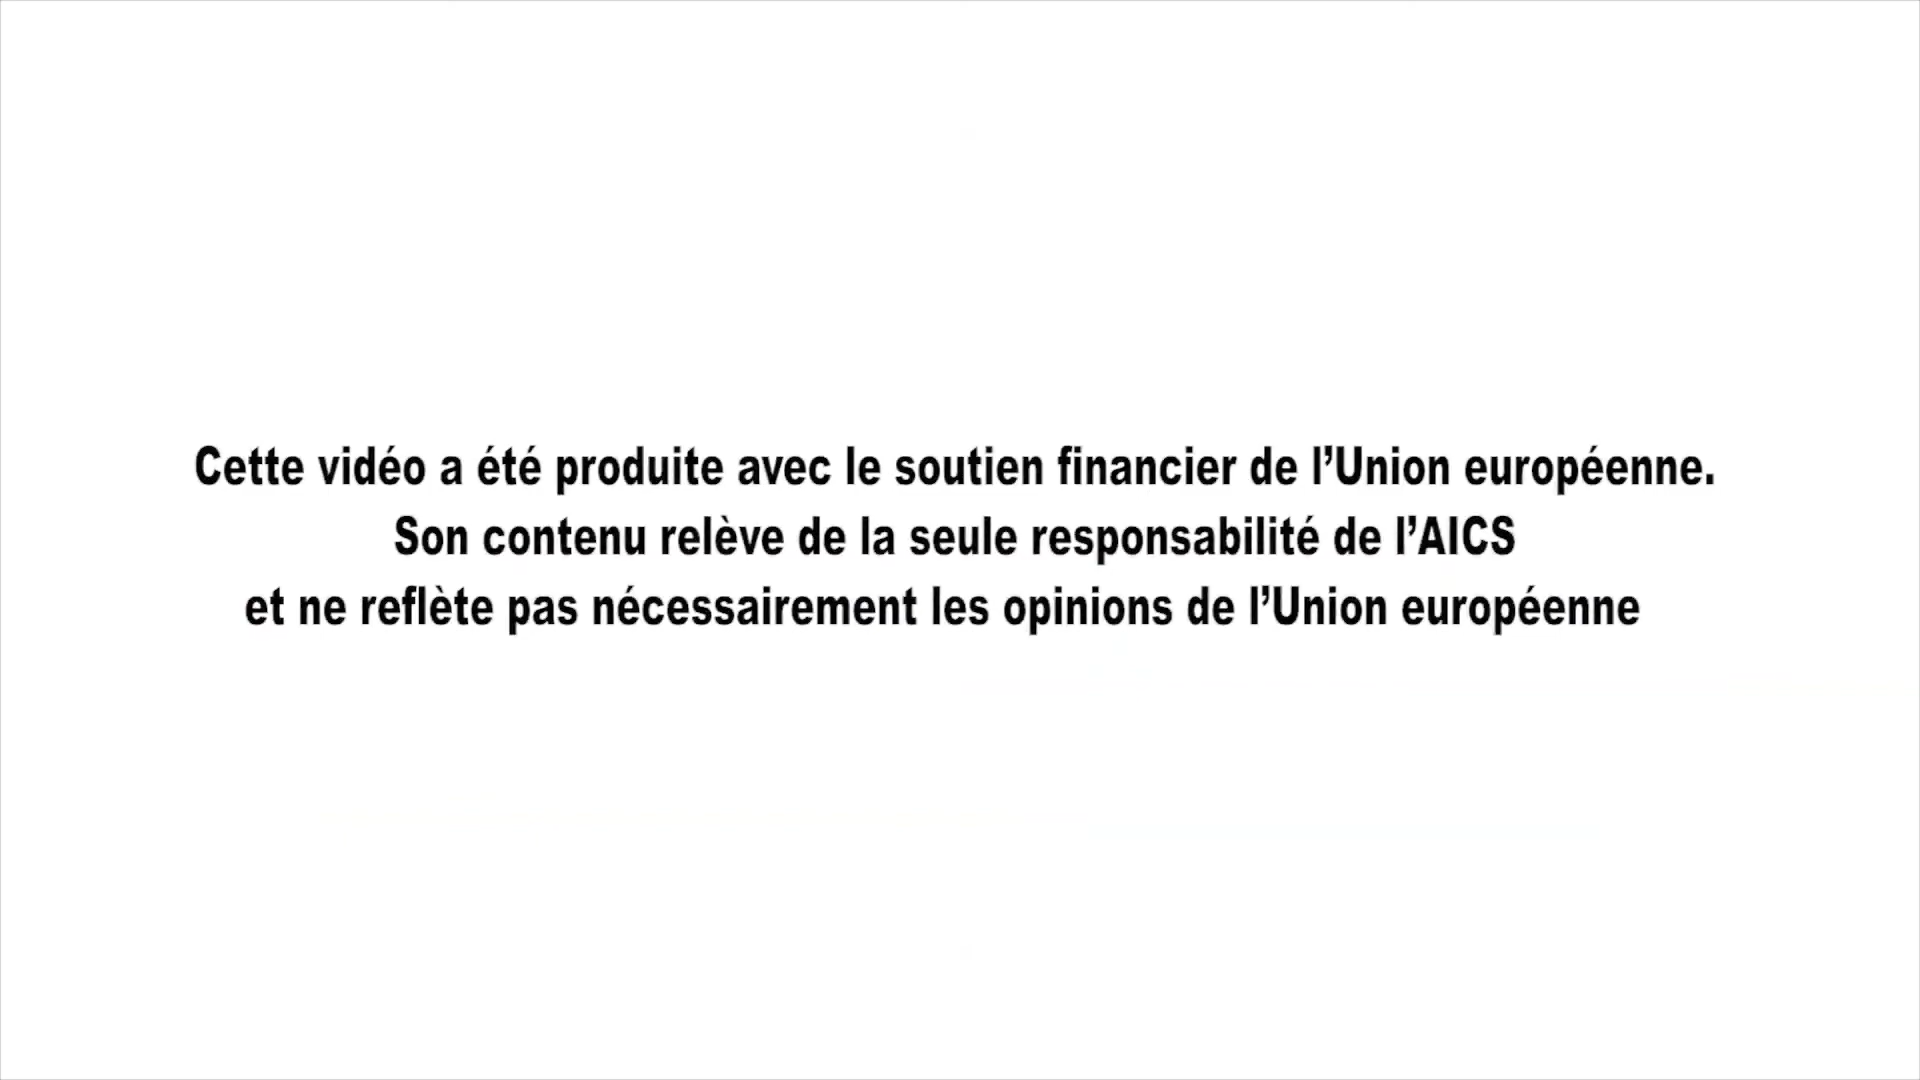 Cette vidéo a été produite avec le soutien financier de l’Union européenne.
Son contenu relève de la seule responsabilité de l’AICS
et ne reflète pas nécessairement les opinions de l’Union européenne